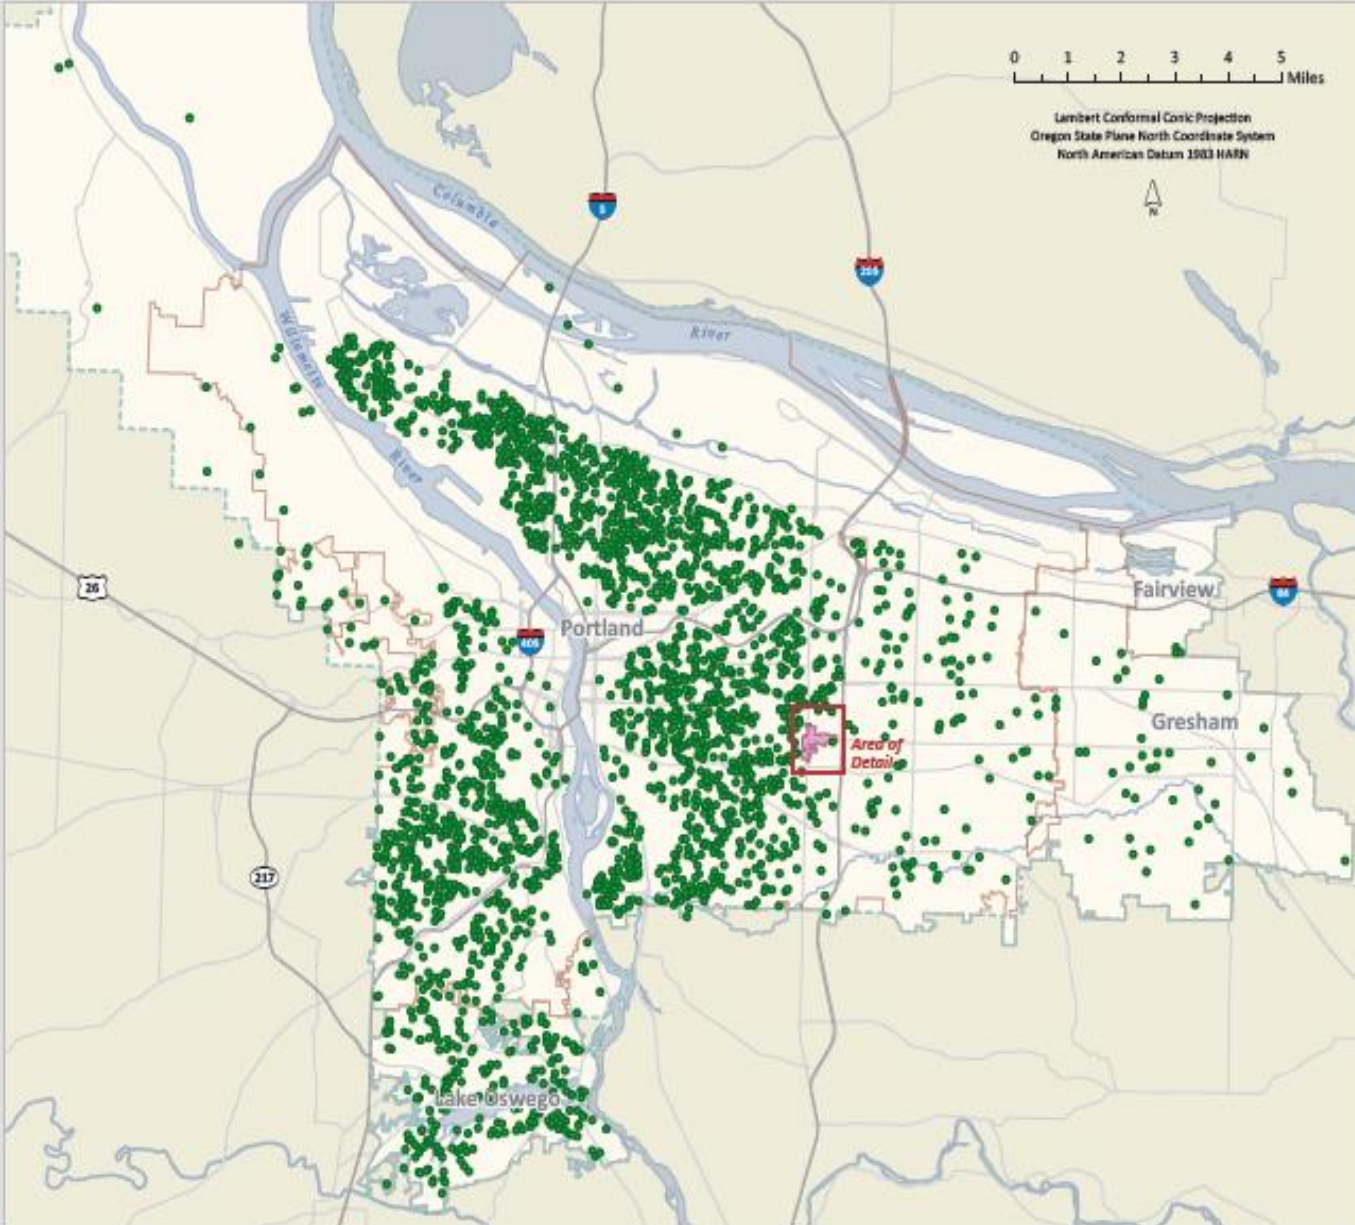 0 1 2 3 4 5
Miles
Lambert Conformal Conic Projection
Oregon State Plane North Coordinate System
North American Datum 1983 HARN
N
Columbia
5
205
River
Willamette
River
26
Fairview
84
Portland
405
Gresham
Area of
Detail
217
Lake Oswego